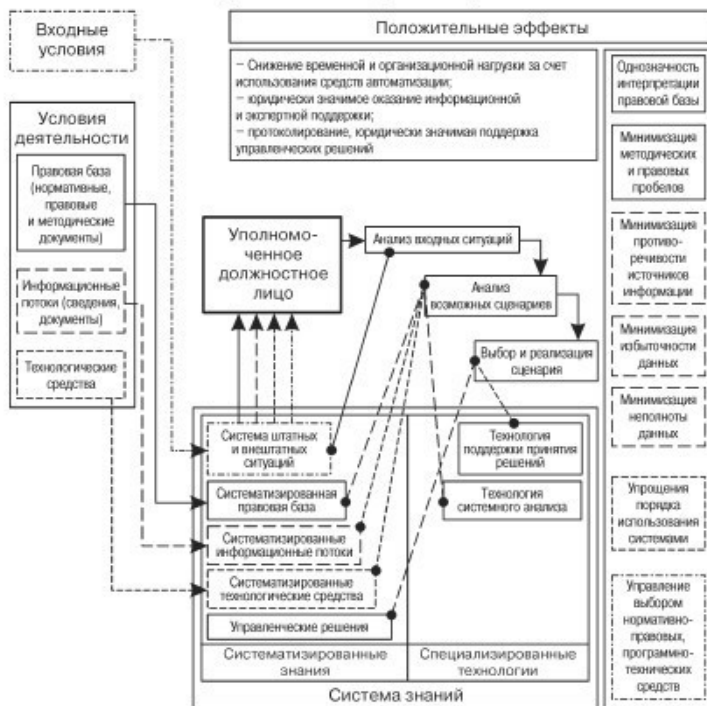 Входные
условия
Положительные эффекты
– Снижение временной и организационной нагрузки за счет
использования средств автоматизации;
– юридически значимое оказание информационной
и экспертной поддержки;
– протоколирование, юридически значимая поддержка
управленческих решений
Условия
деятельности
Правовая база
(нормативные,
правовые
и методические
документы)
Информационные
потоки (сведения,
документы)
Технологические
средства
Уполномо-
ченное
должностное
лицо
Анализ входных ситуаций
Анализ
возможных сценариев
Выбор и реализация
сценария
Система штатных
и внештатных
ситуаций
Систематизированная
правовая база
Систематизированные
информационные потоки
Систематизированные
технологические средства
Управленческие решения
Систематизированные
знания
Технология
поддержки принятия
решений
Технология
системного анализа
Специализированные
технологии
Система знаний
Однозначность
интерпретации
правовой базы
Минимизация
методических
и правовых
пробелов
Минимизация
противо-
речивости
источников
информации
Минимизация
избыточности
данных
Минимизация
неполноты
данных
Упрощения
порядка
использования
системами
Управление
выбором
нормативно-
правовых,
программно-
технических
средств